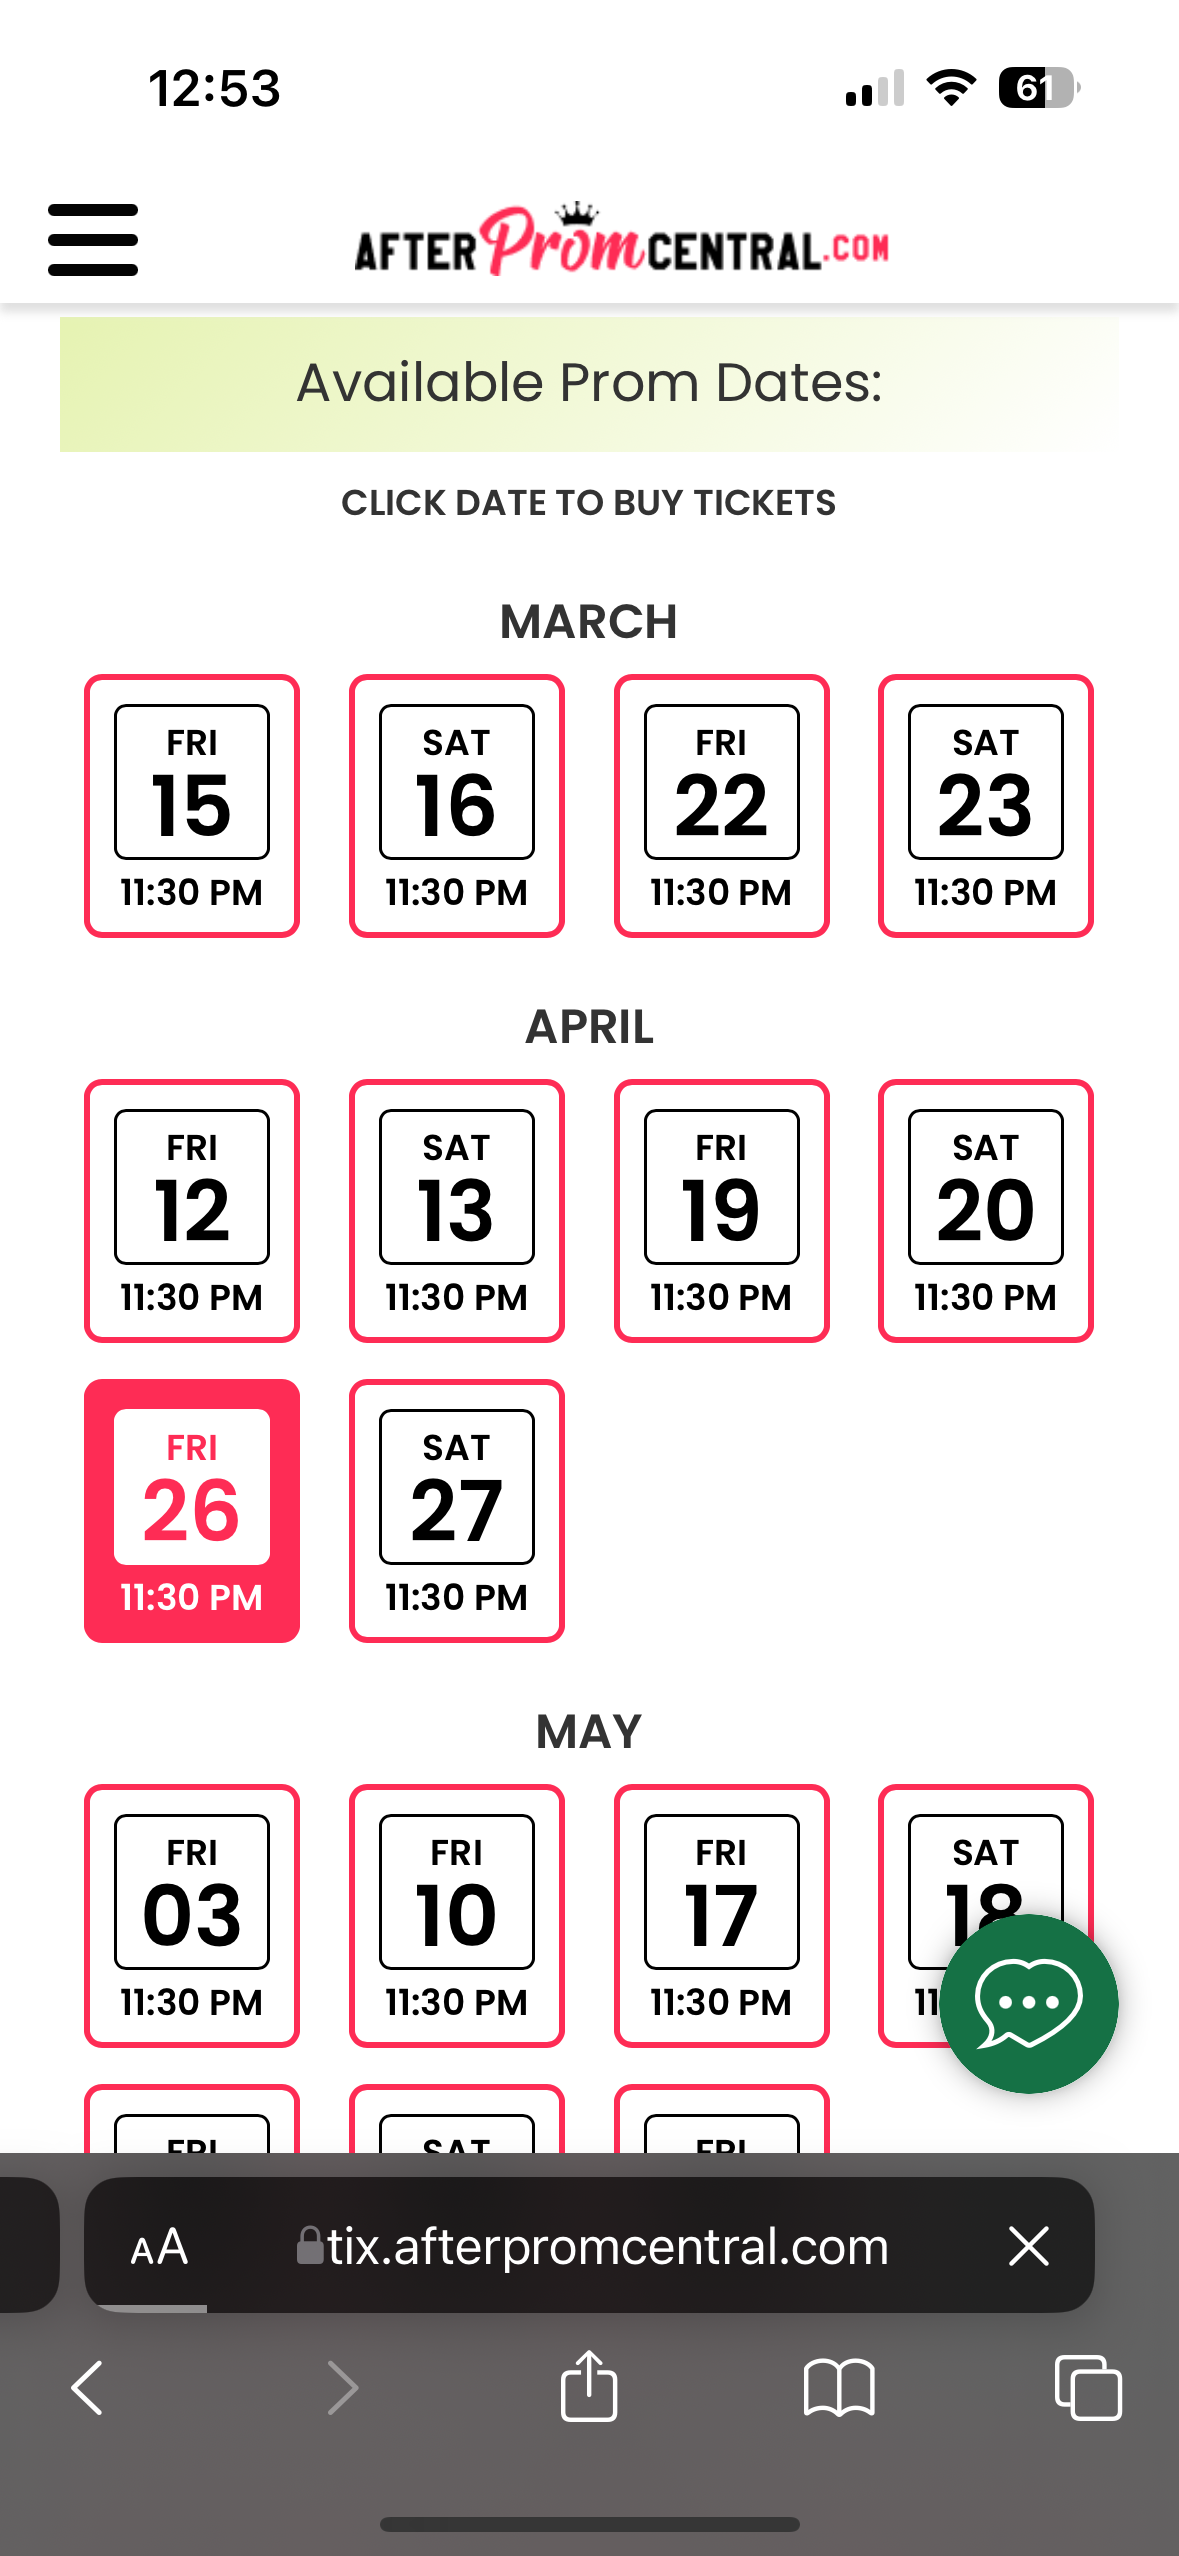 12:53
61
AFTER Prom CENTRAL.COM
Available Prom Dates:
CLICK DATE TO BUY TICKETS
MARCH
FRI SAT FRI SAT
15 16 22 23
11:30 PM 11:30 PM 11:30 PM 11:30 PM
APRIL
FRI SAT FRI SAT
12 13 19 20
11:30 PM 11:30 PM 11:30 PM 11:30 PM
FRI SAT
26 27
11:30 PM 11:30 PM
MAY
FRI FRI FRI SAT
03 10 17 18
11:30 PM 11:30 PM 11:30 PM 11
FRI SAT FRI
AA tix.afterpromcentral.com